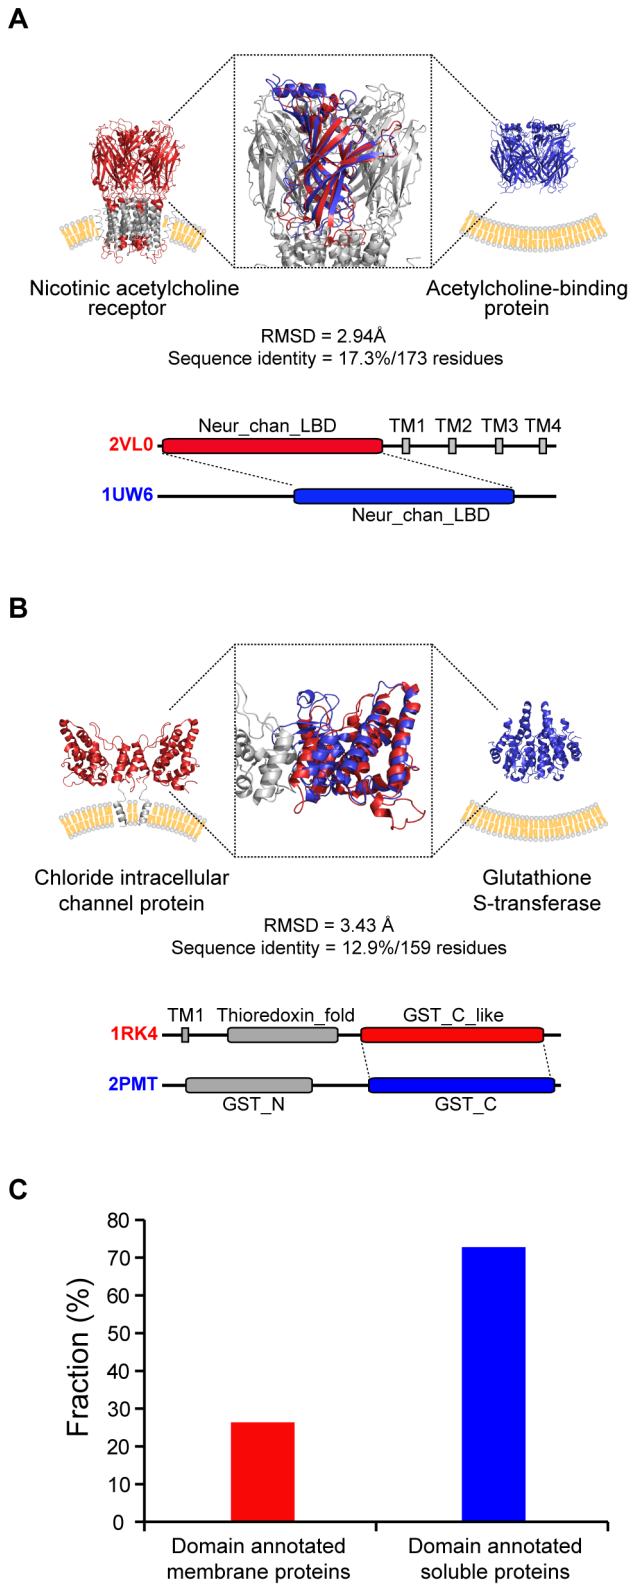 A
Nicotinic acetylcholine
receptor
Acetylcholine-binding
protein
RMSD = 2.94Å
Sequence identity = 17.3%/173 residues
Neur_chan_LBD
TM1 TM2 TM3 TM4
2VL0
1UW6
Neur_chan_LBD
B
Chloride intracellular
channel protein
Glutathione
S-transferase
RMSD = 3.43 Å
Sequence identity = 12.9%/159 residues
TM1 Thioredoxin_fold GST_C_like
1RK4
2PMT
GST_N GST_C
C
Fraction (%)
80
70
60
50
40
30
20
10
0
Domain annotated
membrane proteins
Domain annotated
soluble proteins